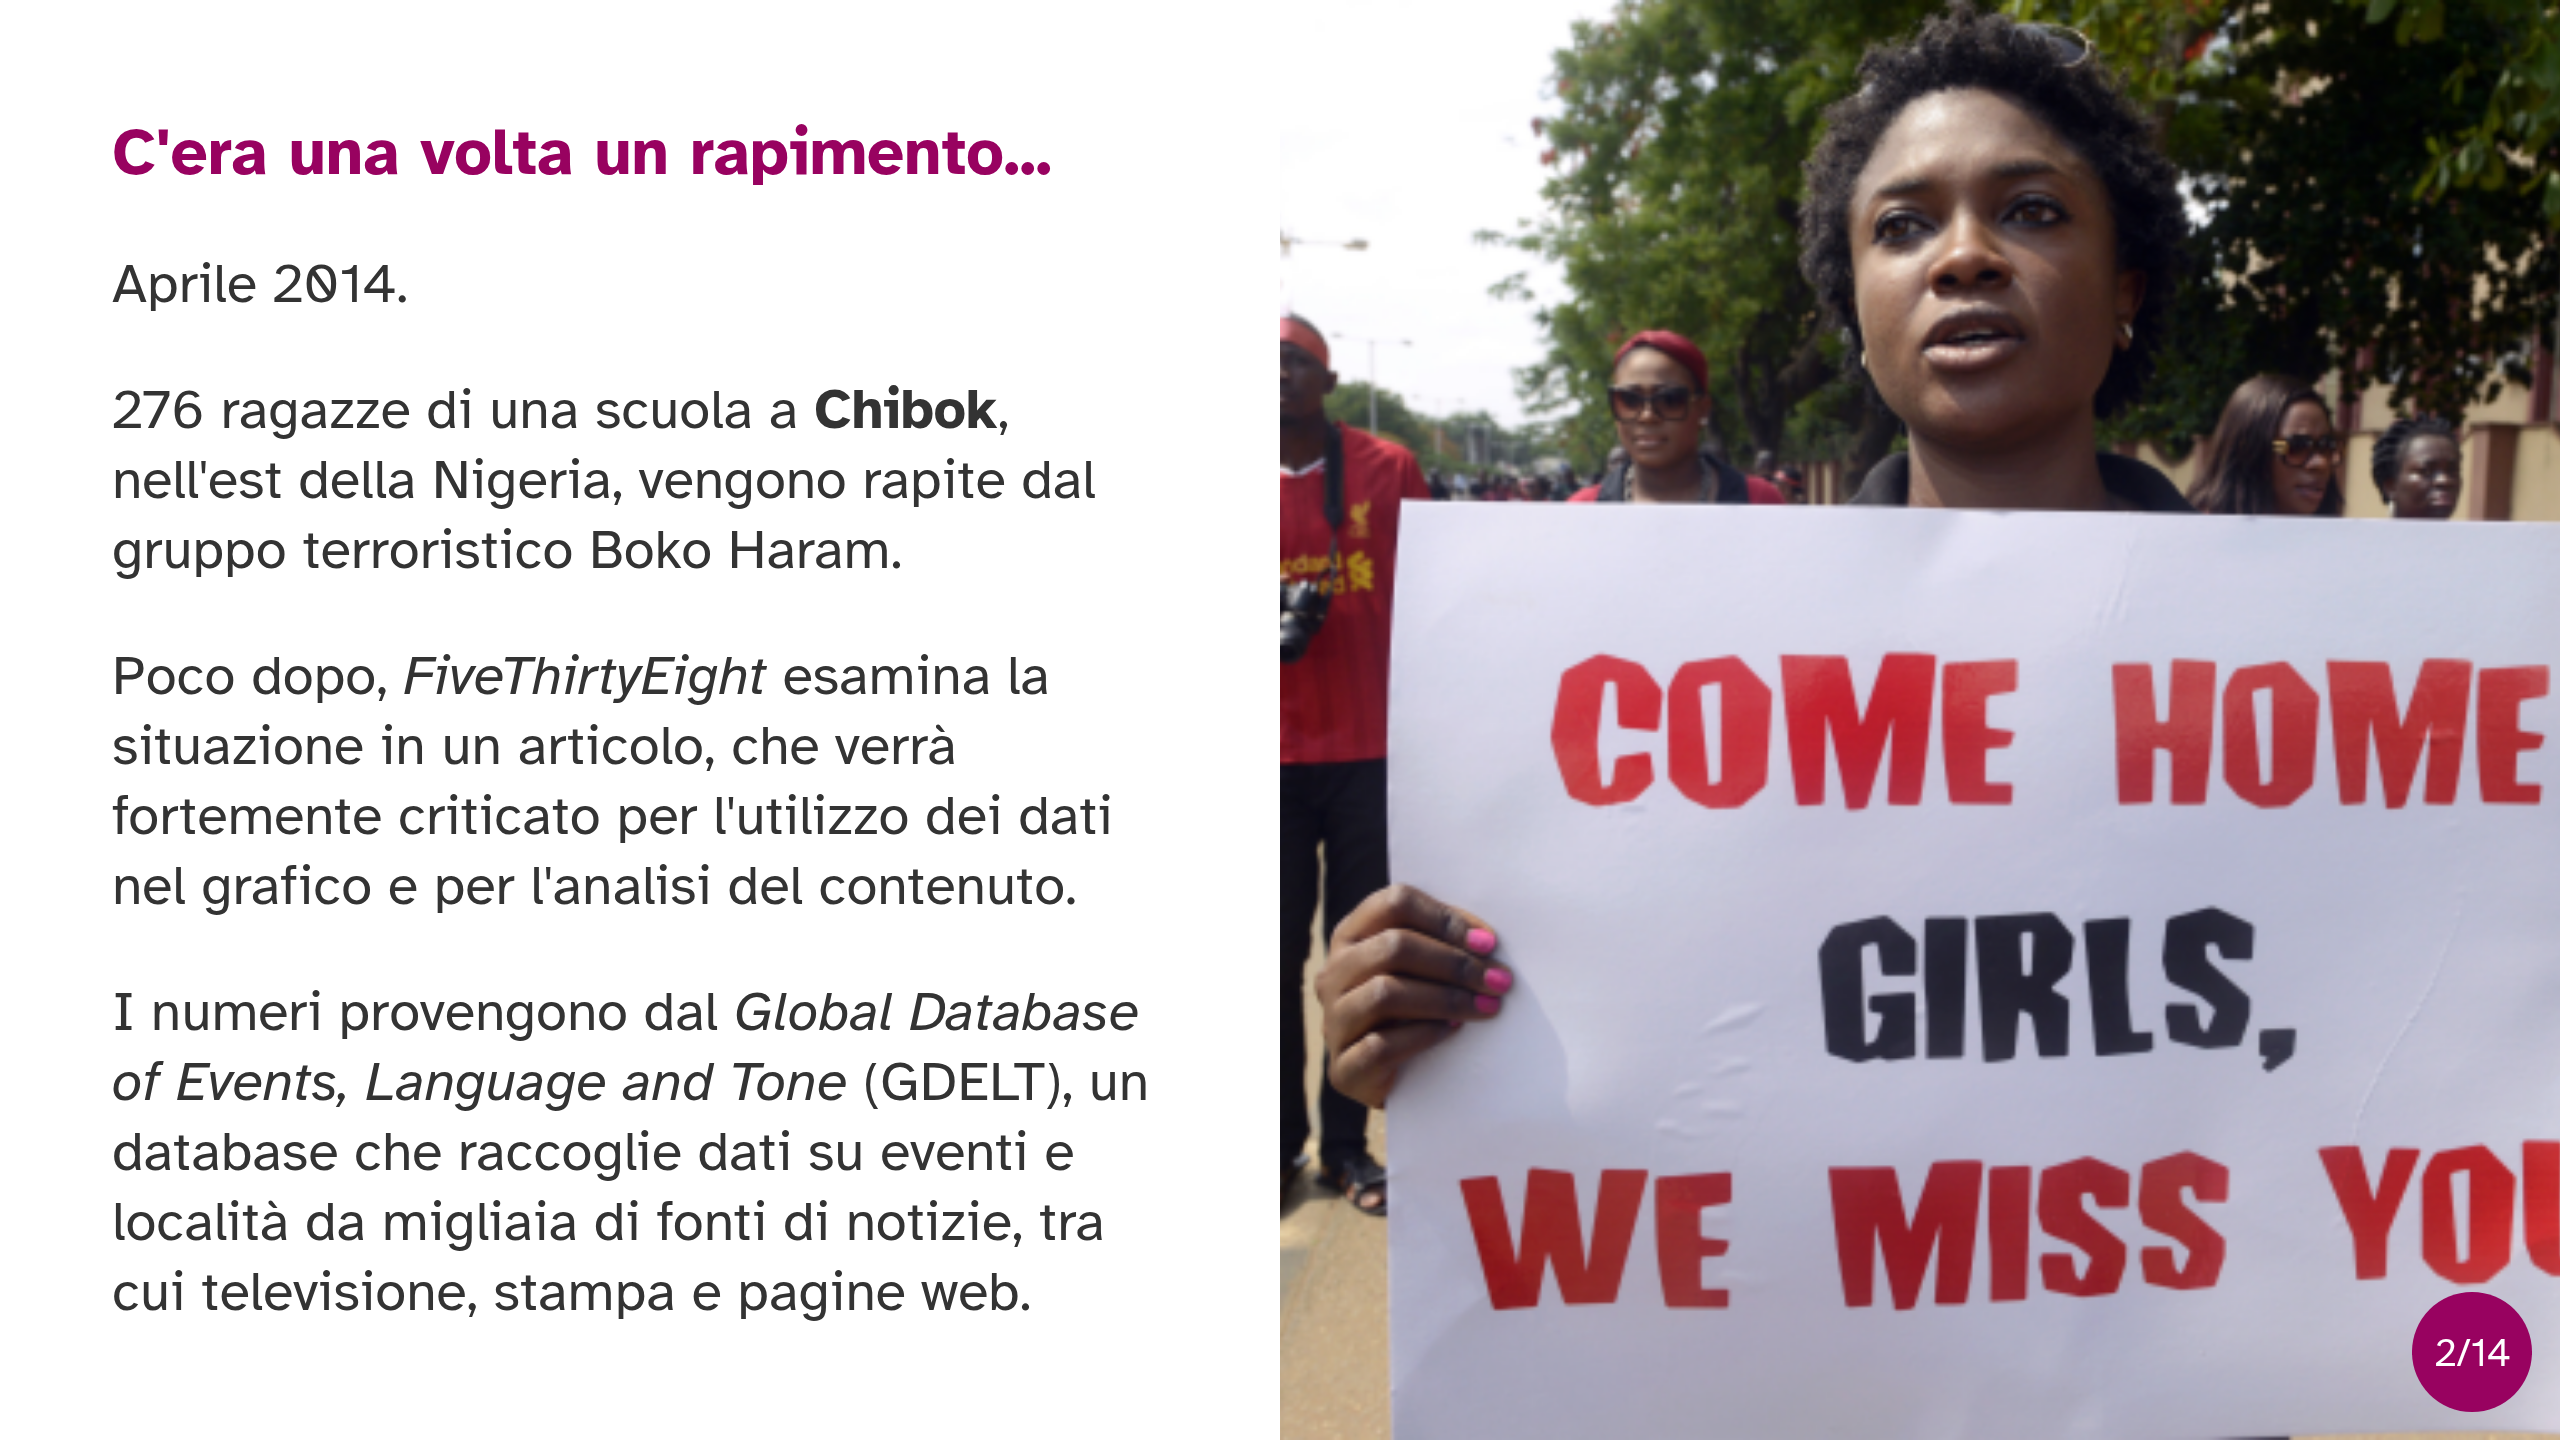 C'era una volta un rapimento...
Aprile 2014.
276 ragazze di una scuola a Chibok,
nell'est della Nigeria, vengono rapite dal
gruppo terroristico Boko Haram.
Poco dopo, FiveThirtyEight esamina la
situazione in un articolo, che verrà
fortemente criticato per l'utilizzo dei dati
nel grafico e per l'analisi del contenuto.
I numeri provengono dal Global Database
of Events, Language and Tone (GDELT), un
database che raccoglie dati su eventi e
località da migliaia di fonti di notizie, tra
cui televisione, stampa e pagine web.
COME HOME
GIRLS,
WE MISS YOU
2/14